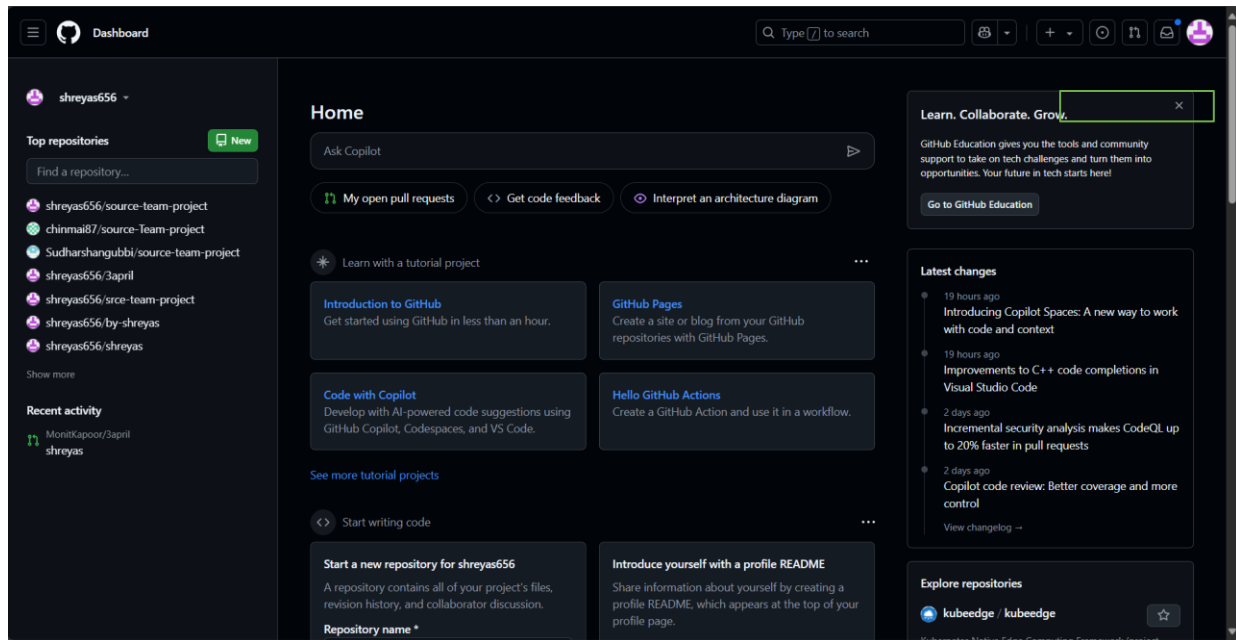 Dashboard
Type / to search
shreyas656
Top repositories
New
Find a repository...
shreyas656/source-team-project
chinmai87/source-Team-project
Sudharshangubbi/source-team-project
shreyas656/3april
shreyas656/srce-team-project
shreyas656/by-shreyas
shreyas656/shreyas
Show more
Recent activity
MonitKapoor/3april
shreyas
Home
Ask Copilot
My open pull requests
Get code feedback
Interpret an architecture diagram
Learn with a tutorial project
Introduction to GitHub
Get started using GitHub in less than an hour.
GitHub Pages
Create a site or blog from your GitHub
repositories with GitHub Pages.
Code with Copilot
Develop with AI-powered code suggestions using
GitHub Copilot, Codespaces, and VS Code.
Hello GitHub Actions
Create a GitHub Action and use it in a workflow.
See more tutorial projects
Start writing code
Start a new repository for shreyas656
A repository contains all of your project's files,
revision history, and collaborator discussion.
Repository name *
Introduce yourself with a profile README
Share information about yourself by creating a
profile README, which appears at the top of your
profile page.
Learn. Collaborate. Grow.
GitHub Education gives you the tools and community
support to take on tech challenges and turn them into
opportunities. Your future in tech starts here!
Go to GitHub Education
Latest changes
19 hours ago
Introducing Copilot Spaces: A new way to work
with code and context
19 hours ago
Improvements to C++ code completions in
Visual Studio Code
2 days ago
Incremental security analysis makes CodeQL up
to 20% faster in pull requests
2 days ago
Copilot code review: Better coverage and more
control
View changelog →
Explore repositories
kubeedge / kubeedge